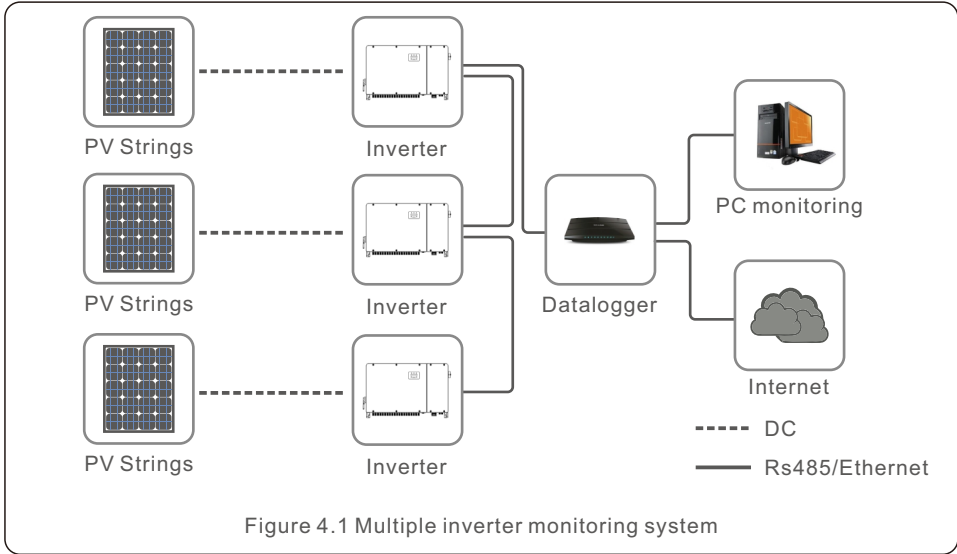 PV Strings
Inverter
PC monitoring
PV Strings
Inverter
Datalogger
Internet
DC
PV Strings
Inverter
Rs485/Ethernet
Figure 4.1 Multiple inverter monitoring system